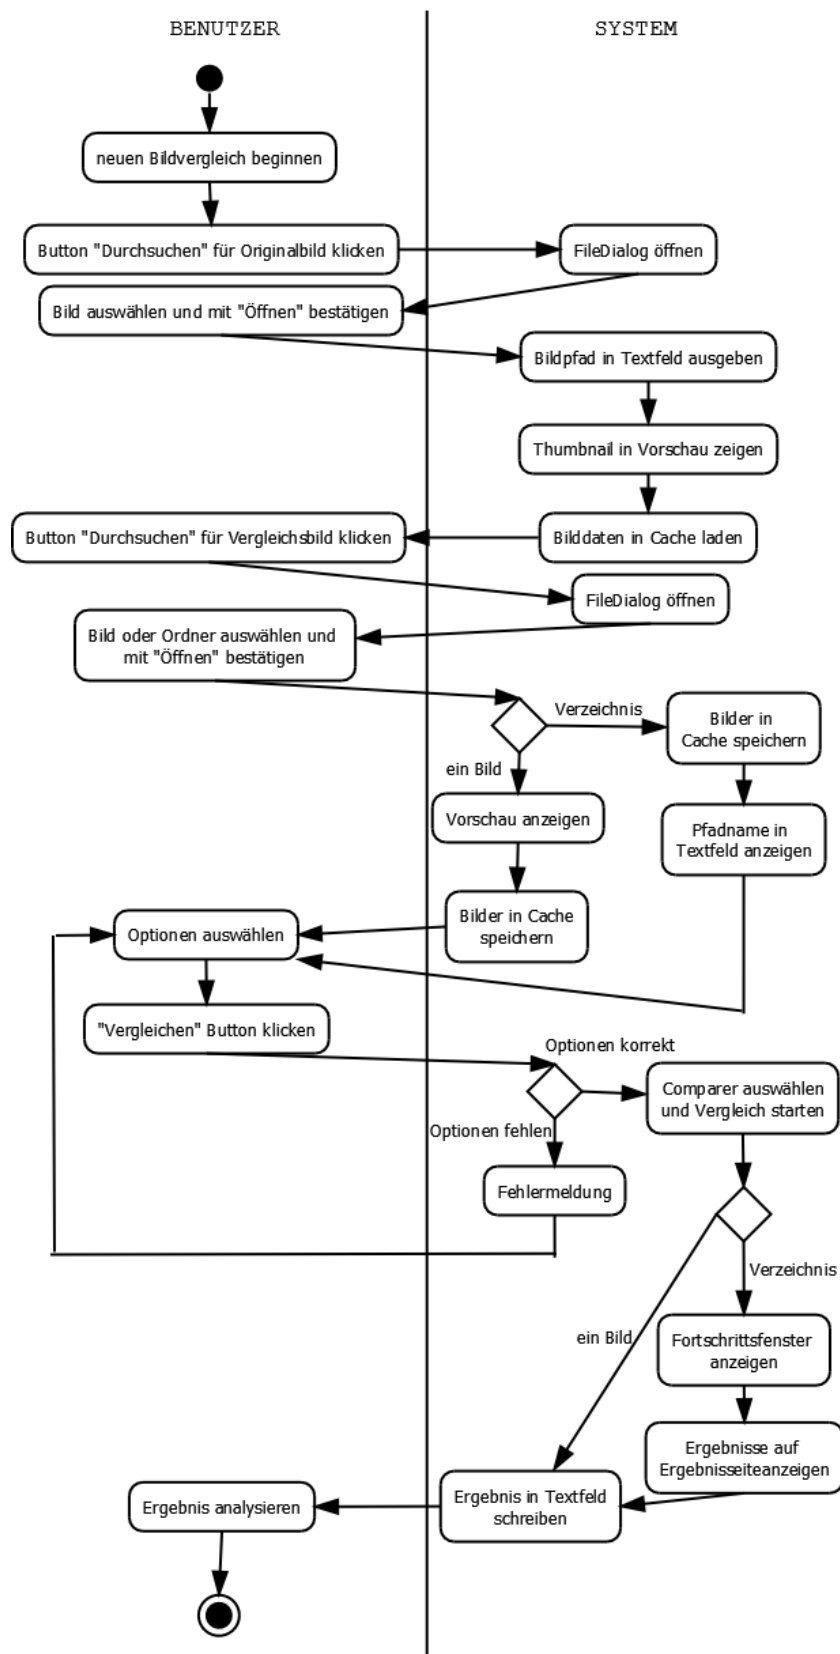 BENUTZER
SYSTEM
neuen Bildvergleich beginnen
Button "Durchsuchen" für Originalbild klicken
FileDialog öffnen
Bild auswählen und mit "Öffnen" bestätigen
Bildpfad in Textfeld ausgeben
Thumbnail in Vorschau zeigen
Button "Durchsuchen" für Vergleichsbild klicken
Bilddaten in Cache laden
FileDialog öffnen
Bild oder Ordner auswählen und
mit "Öffnen" bestätigen
Verzeichnis
Bilder in
Cache speichern
ein Bild
Vorschau anzeigen
Pfadname in
Textfeld anzeigen
Bilder in Cache
speichern
Optionen auswählen
"Vergleichen" Button klicken
Optionen korrekt
Comparer auswählen
und Vergleich starten
Optionen fehlen
Fehlermeldung
Verzeichnis
ein Bild
Fortschrittsfenster
anzeigen
Ergebnisse auf
Ergebnisseiteanzeigen
Ergebnis in Textfeld
schreiben
Ergebnis analysieren